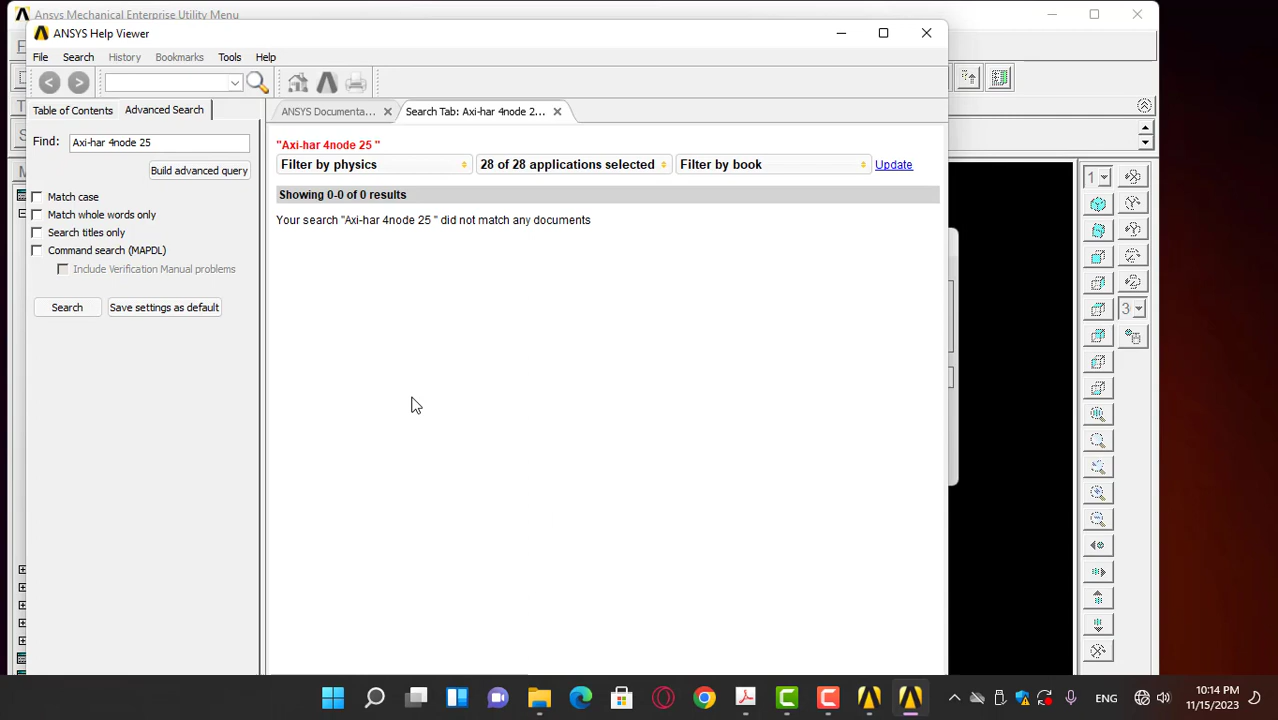 Ansys Mechanical Enterprise Utility Menu
ANSYS Help Viewer
File Search History Bookmarks Tools Help
Table of Contents Advanced Search
ANSYS Documenta... Search Tab: Axi-har 4node 2...
Find: Axi-har 4node 25
Build advanced query
Match case
Match whole words only
Search titles only
Command search (MAPDL)
Include Verification Manual problems
Search Save settings as default
"Axi-har 4node 25 "
Filter by physics 28 of 28 applications selected Filter by book Update
Showing 0-0 of 0 results
Your search "Axi-har 4node 25 " did not match any documents
1
3
ENG
10:14 PM
11/15/2023